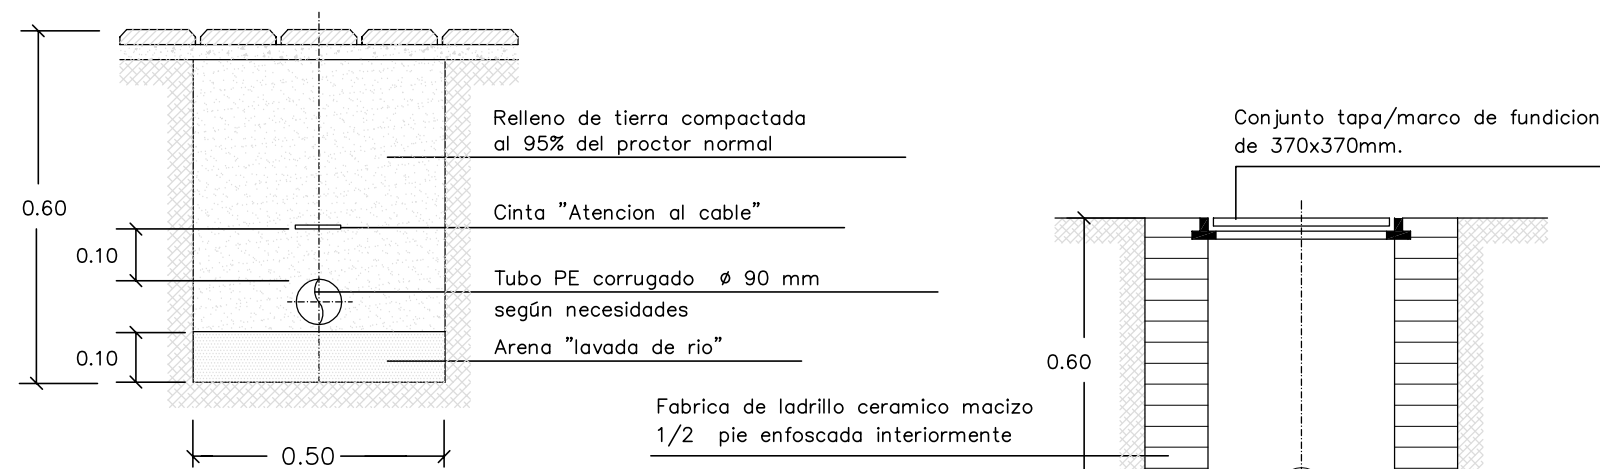 Relleno de tierra compactada
al 95% del proctor normal
Conjunto tapa/marco de fundicion
de 370x370mm.
0.60
Cinta "Atencion al cable"
0.10
Tubo PE corrugado ø 90 mm
según necesidades
Arena "lavada de rio"
0.10
0.60
Fabrica de ladrillo ceramico macizo
1/2 pie enfoscada interiormente
0.50